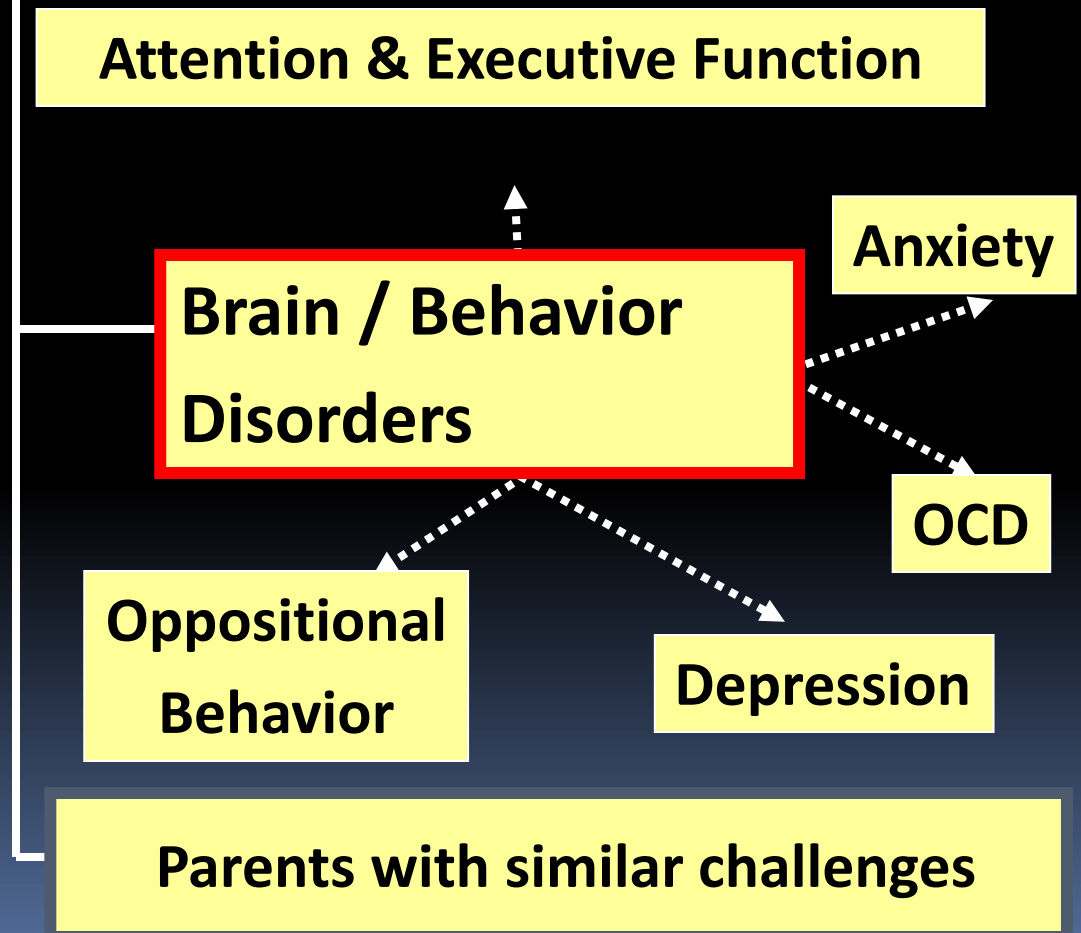 Attention & Executive Function
Anxiety
Brain / Behavior
Disorders
OCD
Oppositional
Behavior
Depression
Parents with similar challenges